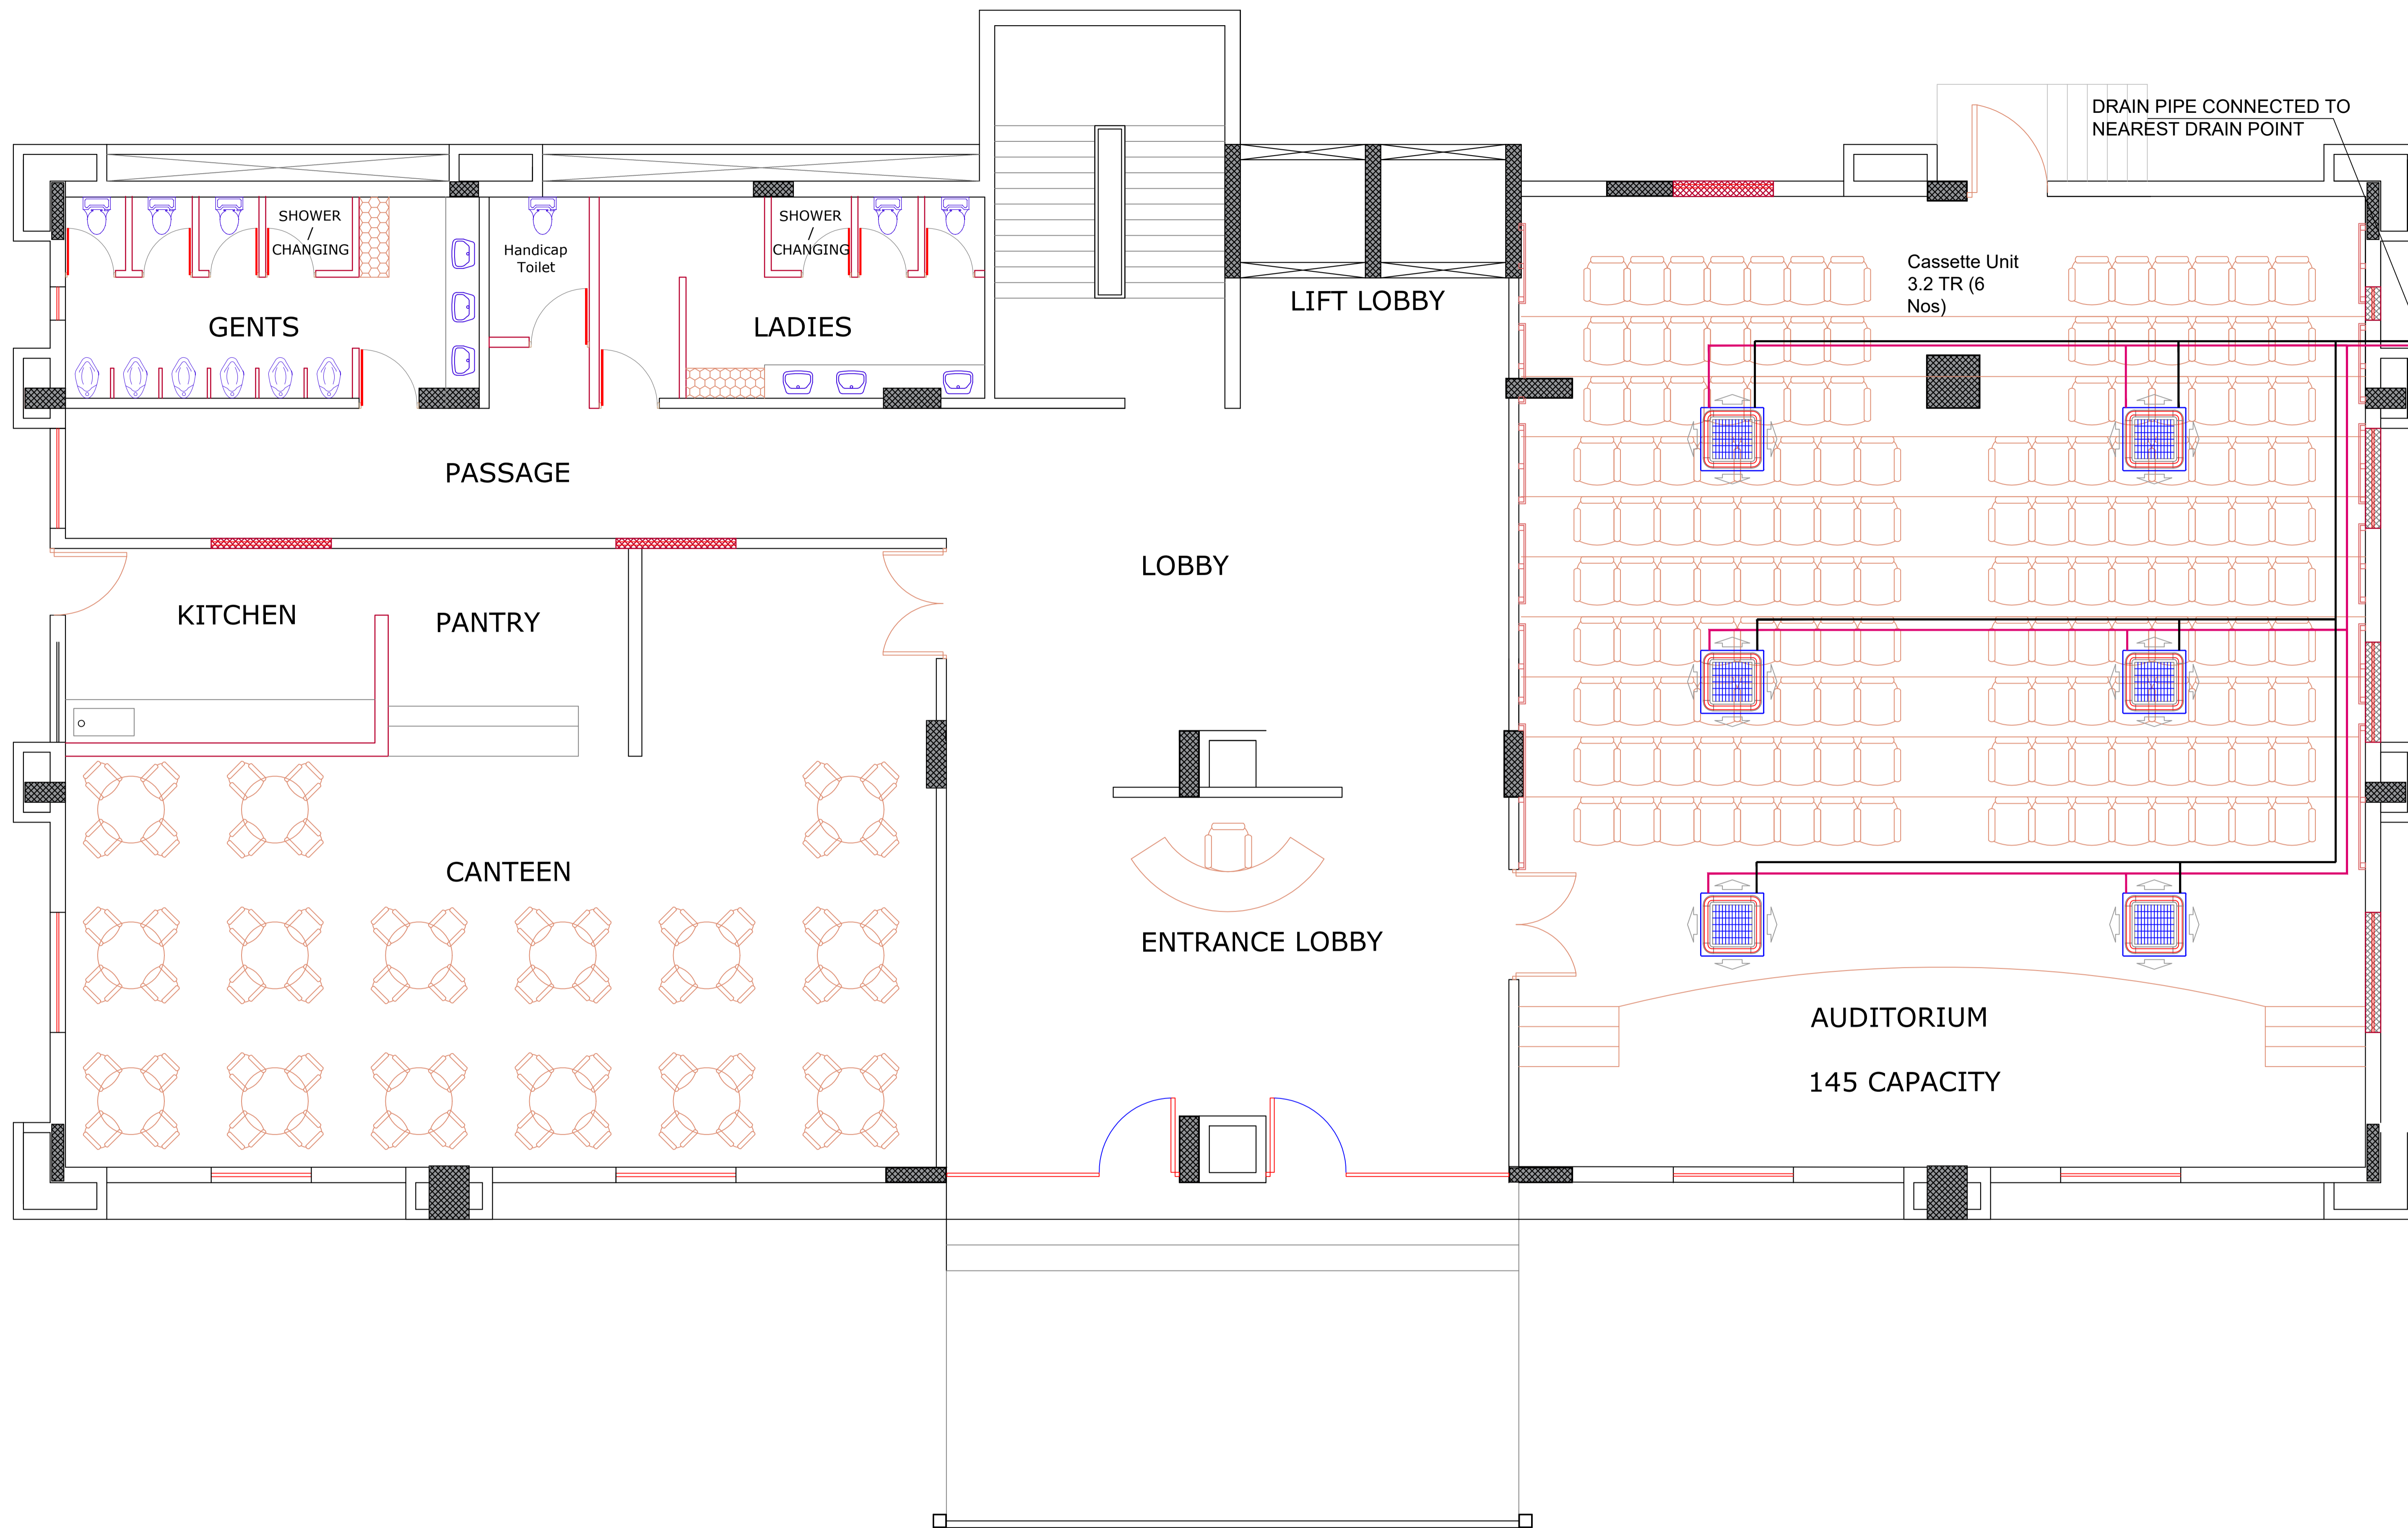 DRAIN PIPE CONNECTED TO
NEAREST DRAIN POINT
SHOWER
/
CHANGING
Handicap
Toilet
SHOWER
/
CHANGING
Cassette Unit
3.2 TR (6
Nos)
GENTS
LADIES
LIFT LOBBY
PASSAGE
LOBBY
KITCHEN
PANTRY
CANTEEN
ENTRANCE LOBBY
AUDITORIUM
145 CAPACITY